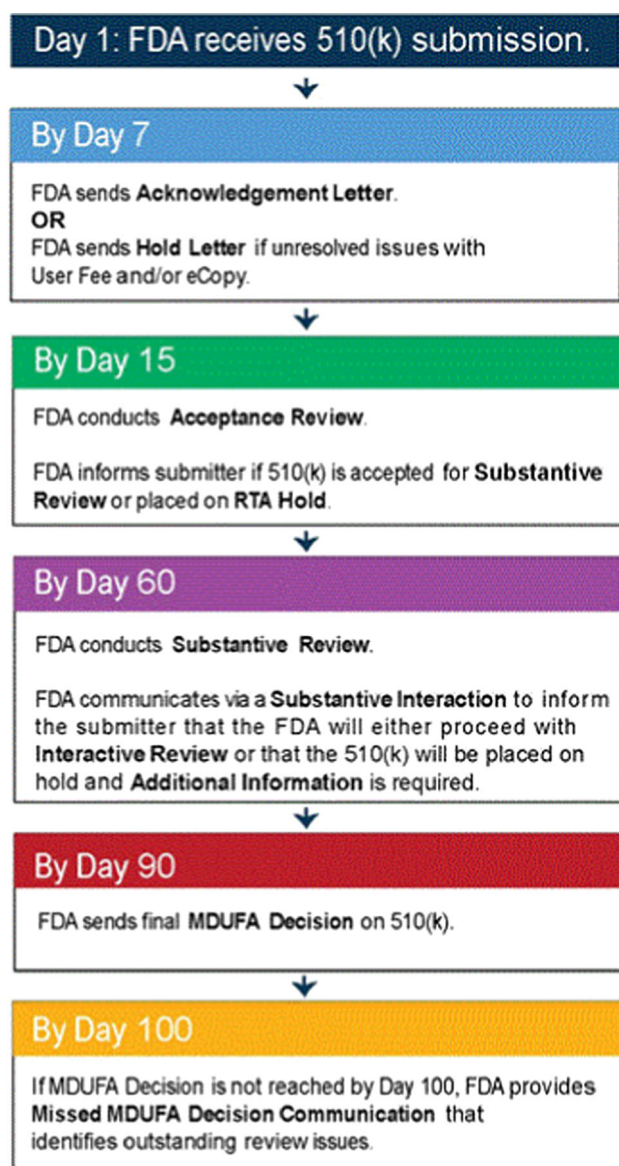 Day 1: FDA receives 510(k) submission.
By Day 7
FDA sends Acknowledgement Letter.
OR
FDA sends Hold Letter if unresolved issues with
User Fee and/or eCopy.
By Day 15
FDA conducts Acceptance Review.
FDA informs submitter if 510(k) is accepted for Substantive
Review or placed on RTA Hold.
By Day 60
FDA conducts Substantive Review.
FDA communicates via a Substantive Interaction to inform
the submitter that the FDA will either proceed with
Interactive Review or that the 510(k) will be placed on
hold and Additional Information is required.
By Day 90
FDA sends final MDUFA Decision on 510(k).
By Day 100
If MDUFA Decision is not reached by Day 100, FDA provides
Missed MDUFA Decision Communication that
identifies outstanding review issues.